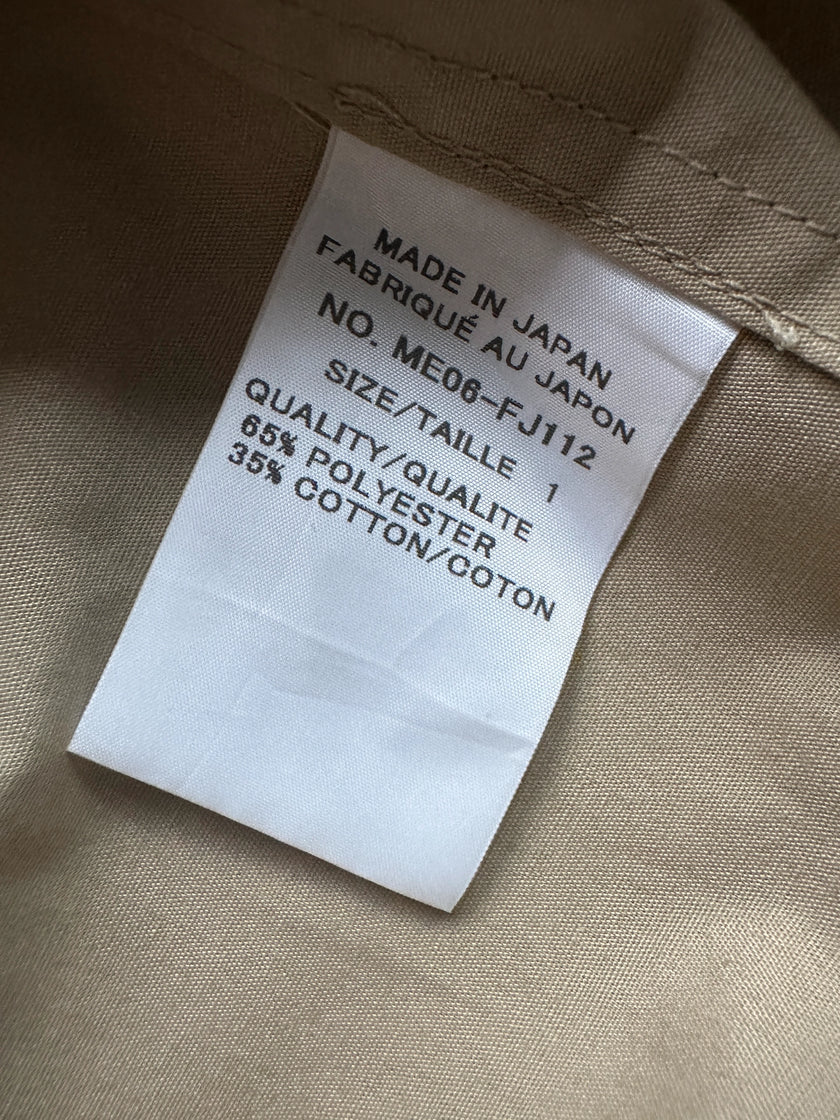 MADE IN JAPAN
FABRIQUÉ AU JAPON
NO. ME06-FJ112
SIZE/TAILLE 1
QUALITY/QUALITE
65% POLYESTER
35% COTTON/COTON